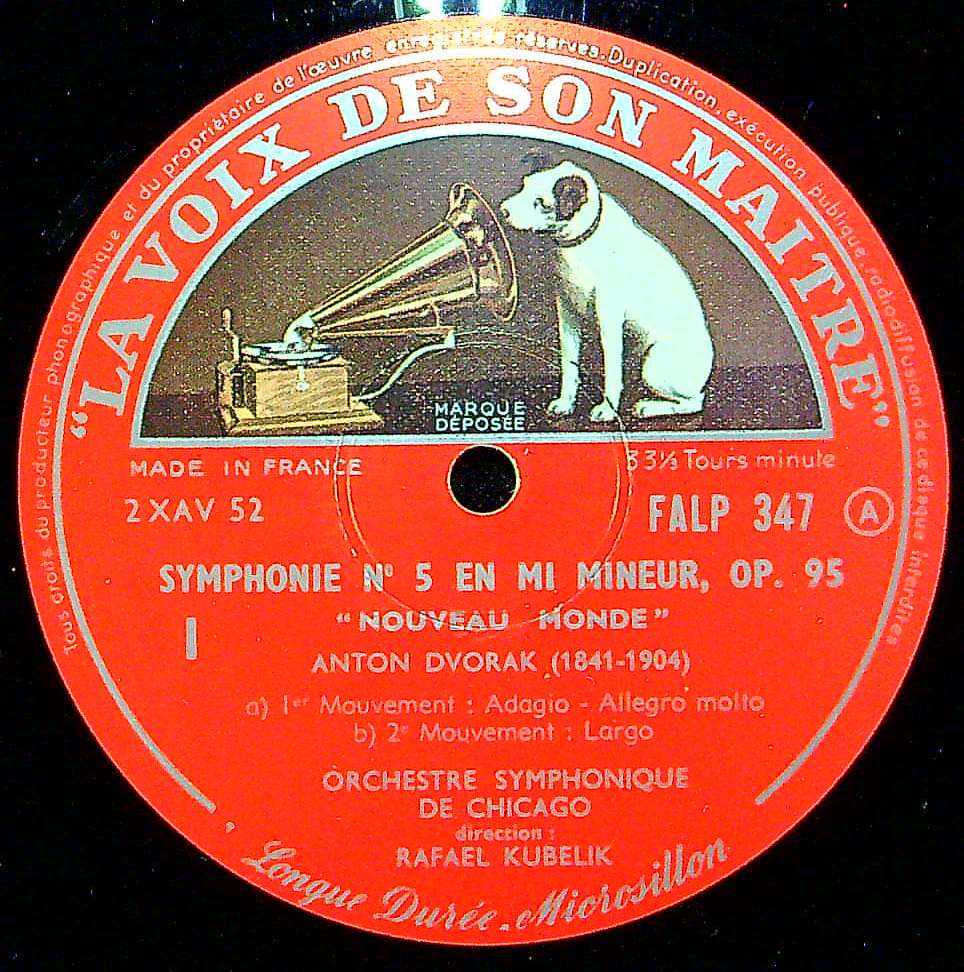 Tous droits du producteur phonographique et du propriétaire de l'œuvre enregistrée réservés. Duplication, exécution publique, radiodiffusion de ce disque interdites
"LA VOIX DE SON MAITRE"
MARQUE
DÉPOSÉE
MADE IN FRANCE
33⅓ Tours minute
2 XAV 52
FALP 347 A
SYMPHONIE Nº 5 EN MI MINEUR, OP. 95
"NOUVEAU MONDE"
I
ANTON DVORAK (1841-1904)
a) 1er Mouvement : Adagio - Allegro molto
b) 2e Mouvement : Largo
ORCHESTRE SYMPHONIQUE
DE CHICAGO
direction :
RAFAEL KUBELIK
Longue Durée - Microsillon